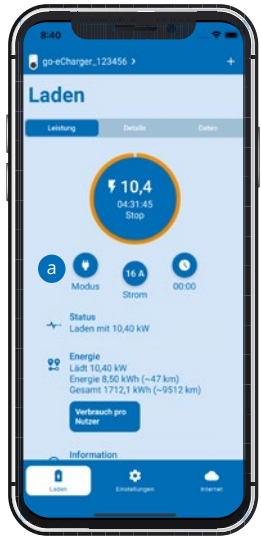 8:40
go-eCharger_123456 >
+
Laden
Leistung Details Daten
10,4
04:31:45
Stop
a
16 A
Modus Strom 00:00
Status
Laden mit 10,40 kW
Energie
Lädt 10,40 kW
Energie 8,50 kWh (~47 km)
Gesamt 1712,1 kWh (~9512 km)
Verbrauch pro
Nutzer
Information
Laden Einstellungen Internet